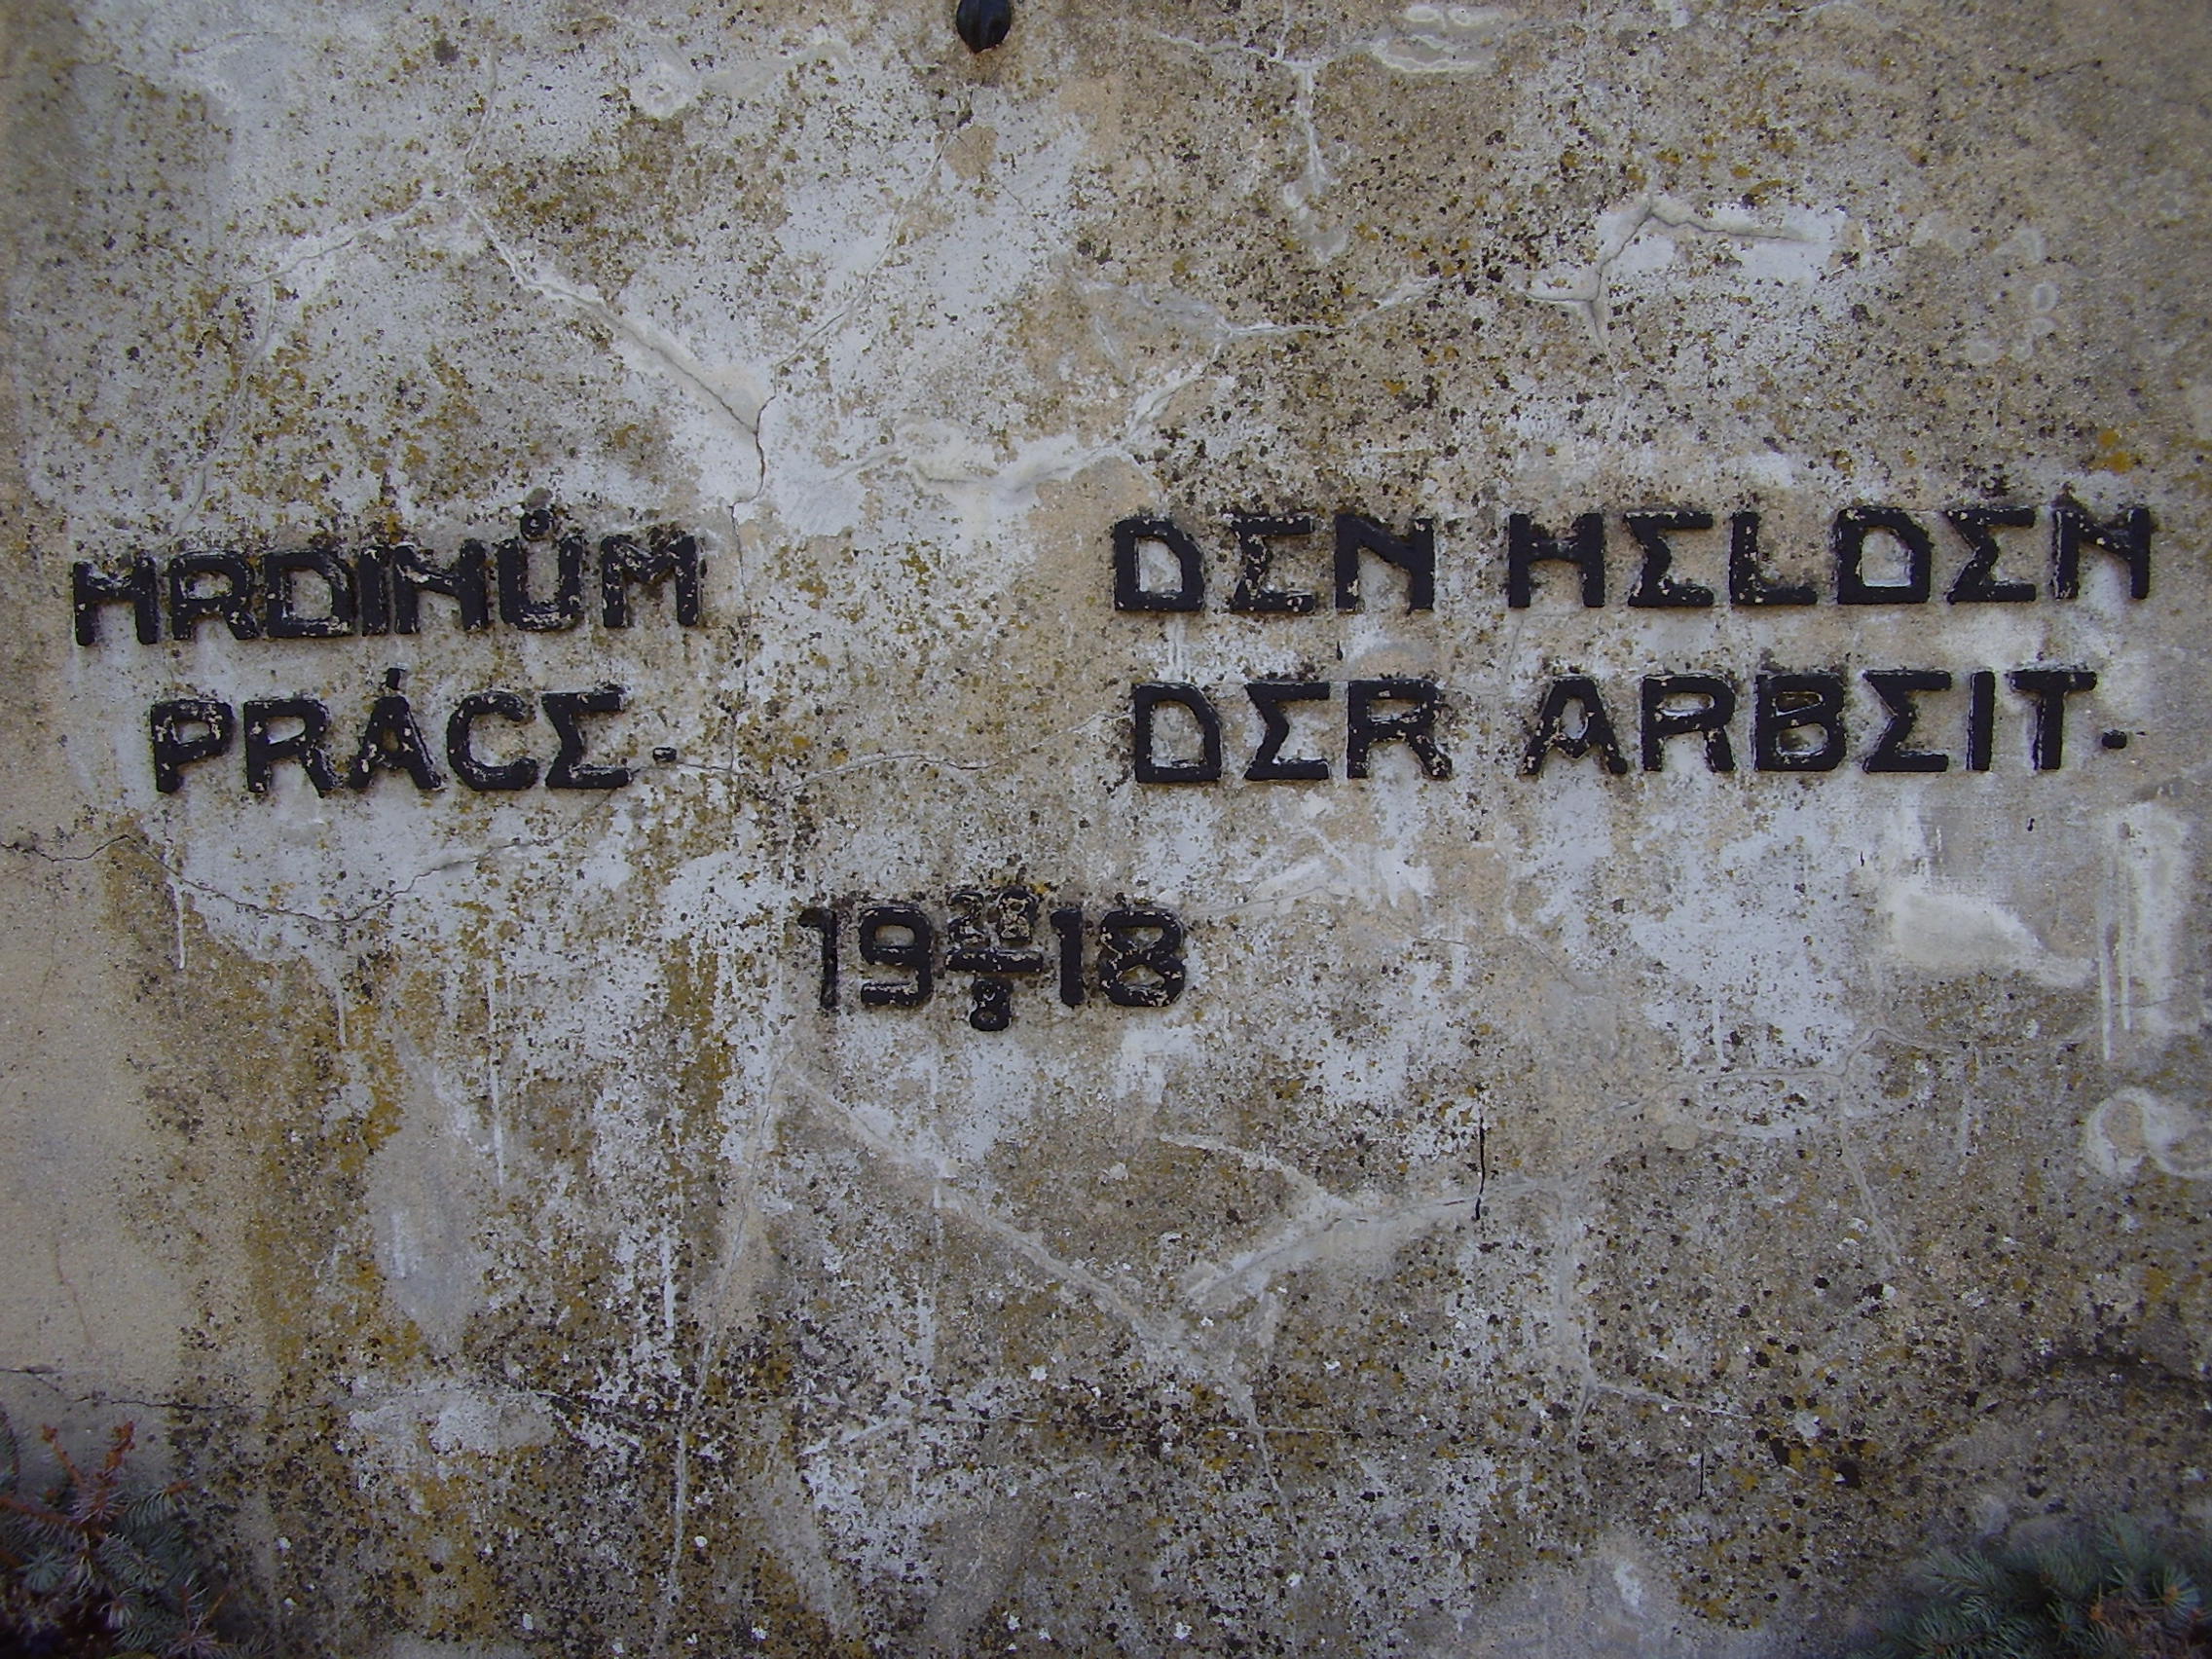 HRDINŮM
PRÁCE.
DEN HELDEN
DER ARBEIT.
19 28/8 18